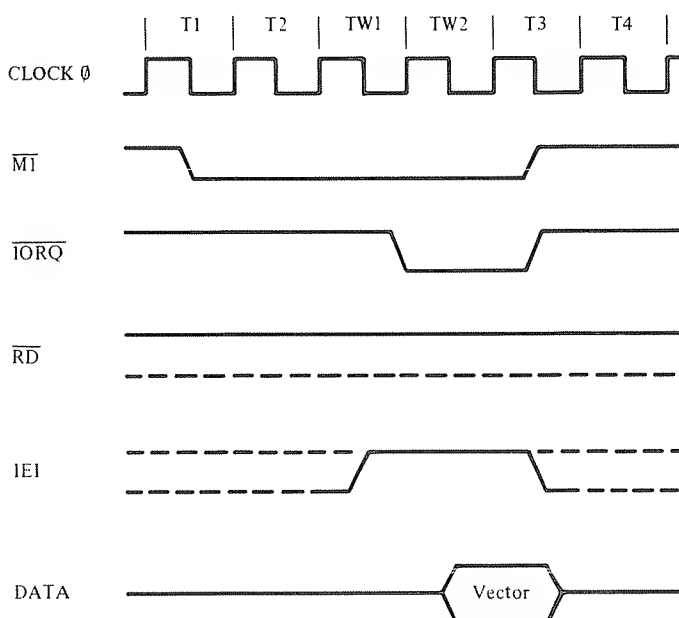 T1 T2 TW1 TW2 T3 T4
CLOCK Ø
M1
IORQ
RD
IEI
DATA
Vector